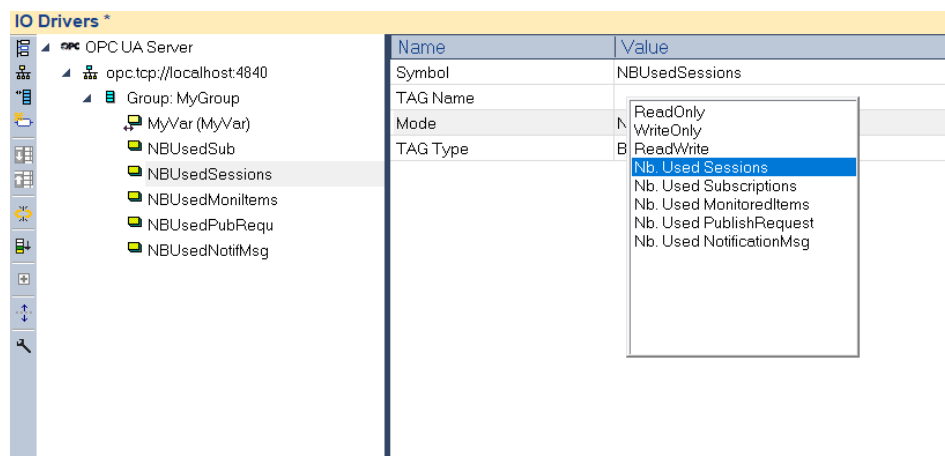 IO Drivers *
OPC OPC UA Server
opc.tcp://localhost:4840
Group: MyGroup
MyVar (MyVar)
NBUsedSub
NBUsedSessions
NBUsedMoniItems
NBUsedPubRequ
NBUsedNotifMsg
Name Value
Symbol NBUsedSessions
TAG Name
Mode N
TAG Type B
ReadOnly
WriteOnly
ReadWrite
Nb. Used Sessions
Nb. Used Subscriptions
Nb. Used MonitoredItems
Nb. Used PublishRequest
Nb. Used NotificationMsg